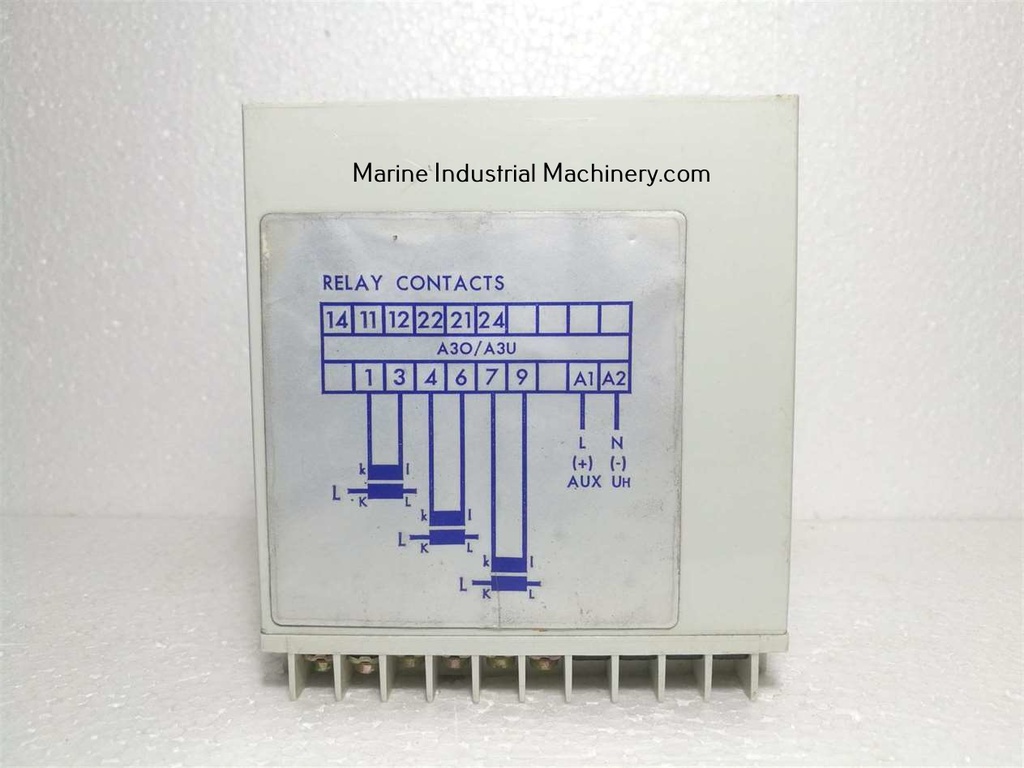 Marine Industrial Machinery.com
RELAY CONTACTS
14 11 12 22 21 24
A3O/A3U
1 3 4 6 7 9 A1 A2
L N
(+) (-)
AUX UH
k l
L K L
k l
L K L
k l
L K L